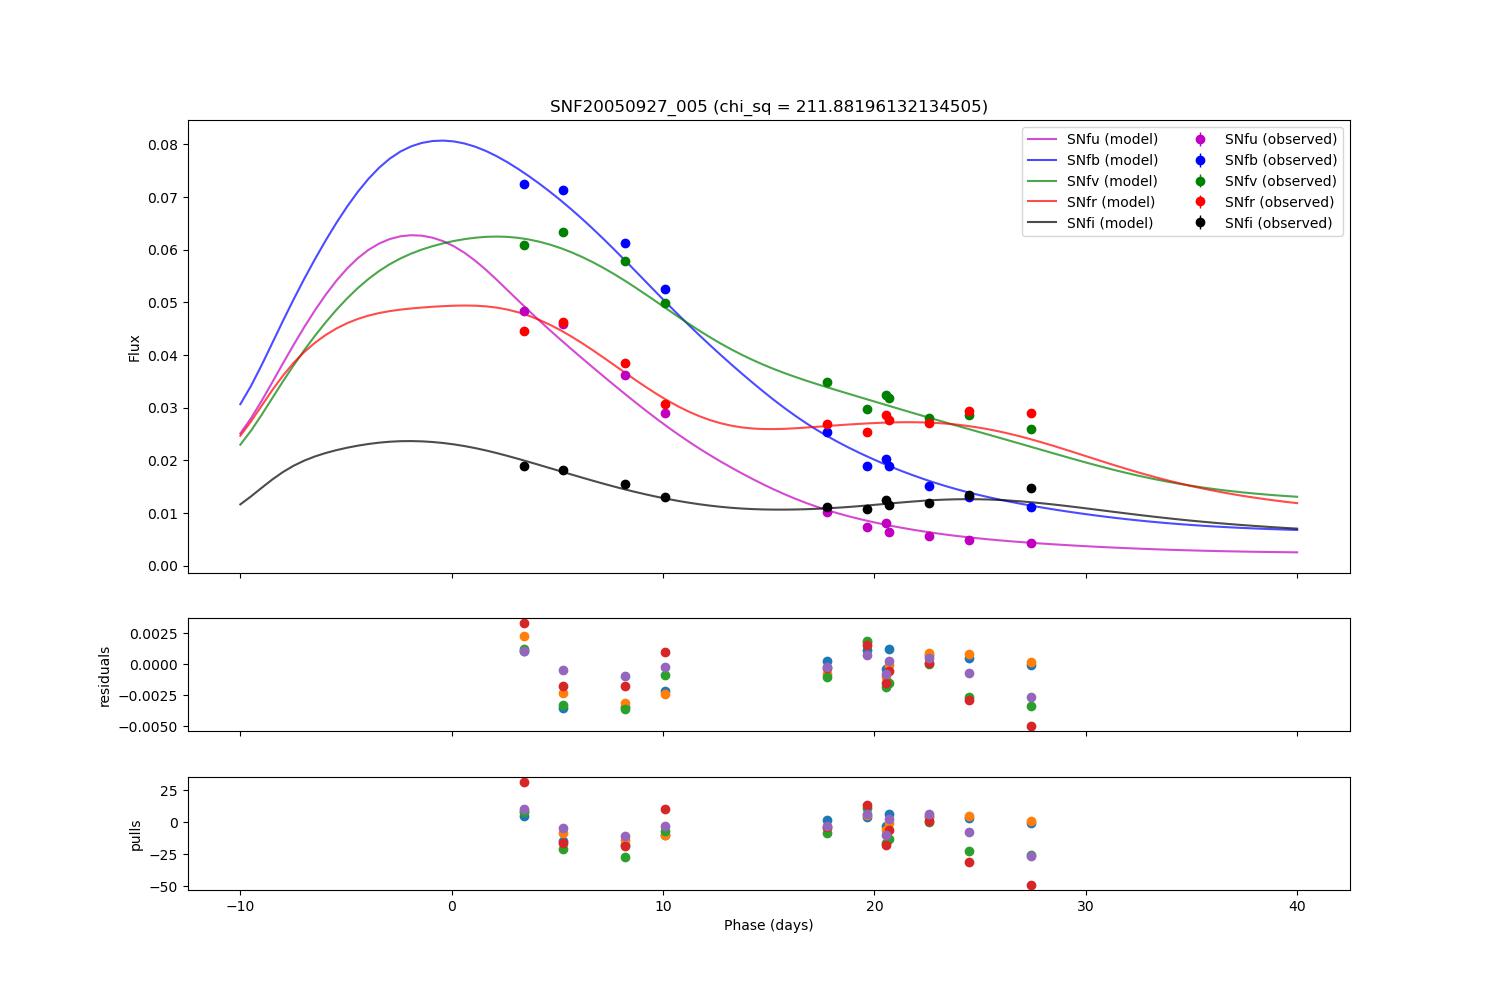 SNF20050927_005 (chi_sq = 211.88196132134505)
SNfu (model) SNfu (observed)
SNfb (model) SNfb (observed)
SNfv (model) SNfv (observed)
SNfr (model) SNfr (observed)
SNfi (model) SNfi (observed)
0.08
0.07
0.06
0.05
0.04
0.03
0.02
0.01
0.00
Flux
0.0025
0.0000
−0.0025
−0.0050
residuals
25
0
−25
−50
pulls
−10 0 10 20 30 40
Phase (days)